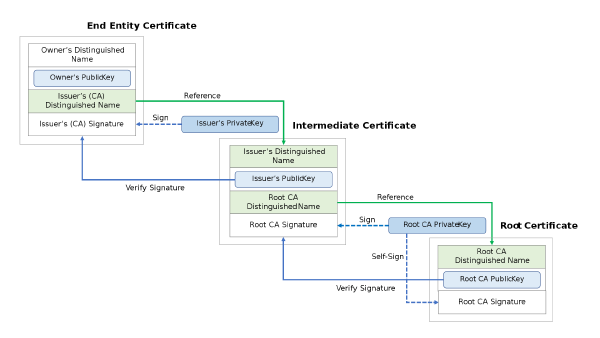 End Entity Certificate
Owner's Distinguished
Name
Owner's PublicKey
Issuer's (CA)
Distinguished Name
Issuer's (CA) Signature
Reference
Sign
Issuer's PrivateKey
Verify Signature
Intermediate Certificate
Issuer's Distinguished
Name
Issuer's PublicKey
Root CA
DistinguishedName
Root CA Signature
Reference
Sign
Root CA PrivateKey
Self-Sign
Verify Signature
Root Certificate
Root CA
Distinguished Name
Root CA PublicKey
Root CA Signature